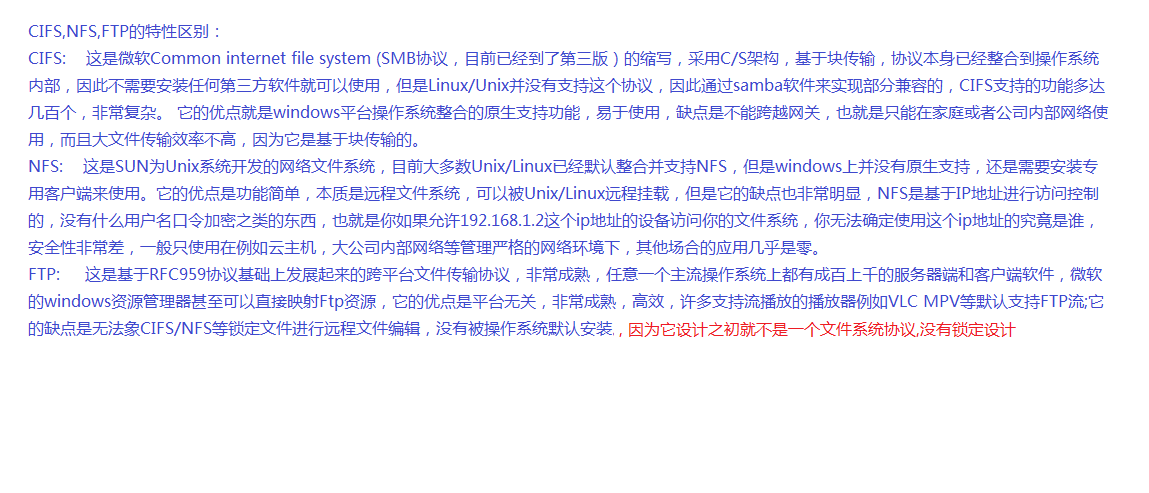 CIFS,NFS,FTP的特性区别：
CIFS:    这是微软Common internet file system (SMB协议，目前已经到了第三版）的缩写，采用C/S架构，基于块传输，协议本身已经整合到操作系统
内部，因此不需要安装任何第三方软件就可以使用，但是Linux/Unix并没有支持这个协议，因此通过samba软件来实现部分兼容的，CIFS支持的功能多达
几百个，非常复杂。 它的优点就是windows平台操作系统整合的原生支持功能，易于使用，缺点是不能跨越网关，也就是只能在家庭或者公司内部网络使
用，而且大文件传输效率不高，因为它是基于块传输的。
NFS:    这是SUN为Unix系统开发的网络文件系统，目前大多数Unix/Linux已经默认整合并支持NFS，但是windows上并没有原生支持，还是需要安装专
用客户端来使用。它的优点是功能简单，本质是远程文件系统，可以被Unix/Linux远程挂载，但是它的缺点也非常明显，NFS是基于IP地址进行访问控制
的，没有什么用户名口令加密之类的东西，也就是你如果允许192.168.1.2这个ip地址的设备访问你的文件系统，你无法确定使用这个ip地址的究竟是谁，
安全性非常差，一般只使用在例如云主机，大公司内部网络等管理严格的网络环境下，其他场合的应用几乎是零。
FTP:     这是基于RFC959协议基础上发展起来的跨平台文件传输协议，非常成熟，任意一个主流操作系统上都有成百上千的服务器端和客户端软件，微软
的windows资源管理器甚至可以直接映射Ftp资源，它的优点是平台无关，非常成熟，高效，许多支持流播放的播放器例如VLC MPV等默认支持FTP流;它
的缺点是无法象CIFS/NFS等锁定文件进行远程文件编辑，没有被操作系统默认安装.，因为它设计之初就不是一个文件系统协议,没有锁定设计